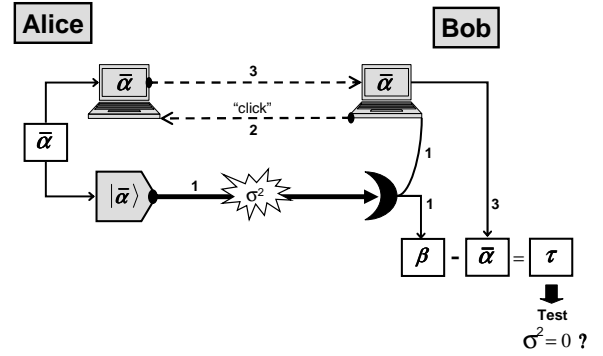 Alice
Bob
ᾱ
ᾱ
3
ᾱ
"click"
2
|ᾱ⟩
1
σ²
1
1
3
β - ᾱ = τ
Test
σ² = 0 ?